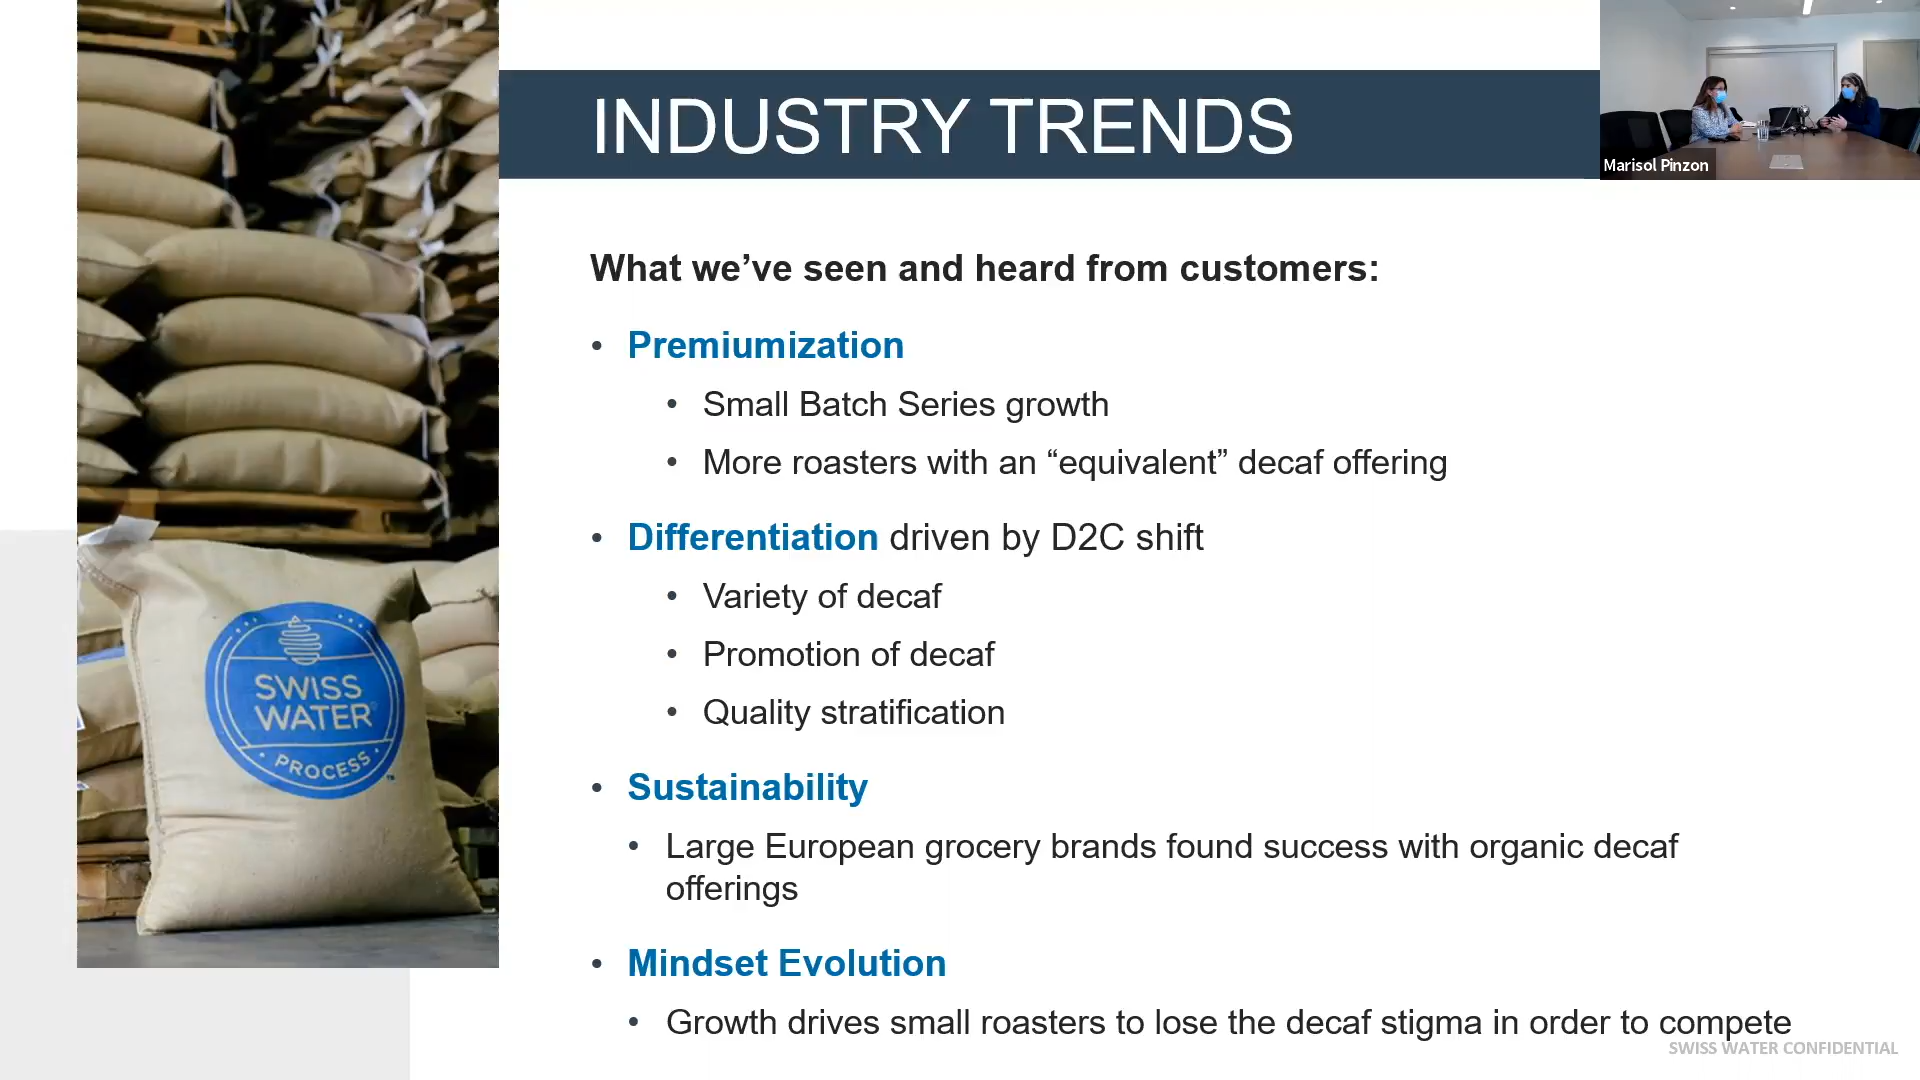 INDUSTRY TRENDS
Marisol Pinzon
What we’ve seen and heard from customers:
• Premiumization
• Small Batch Series growth
• More roasters with an “equivalent” decaf offering
• Differentiation driven by D2C shift
• Variety of decaf
• Promotion of decaf
• Quality stratification
• Sustainability
• Large European grocery brands found success with organic decaf
offerings
• Mindset Evolution
• Growth drives small roasters to lose the decaf stigma in order to compete
SWISS WATER CONFIDENTIAL
SWISS
WATER®
PROCESS™